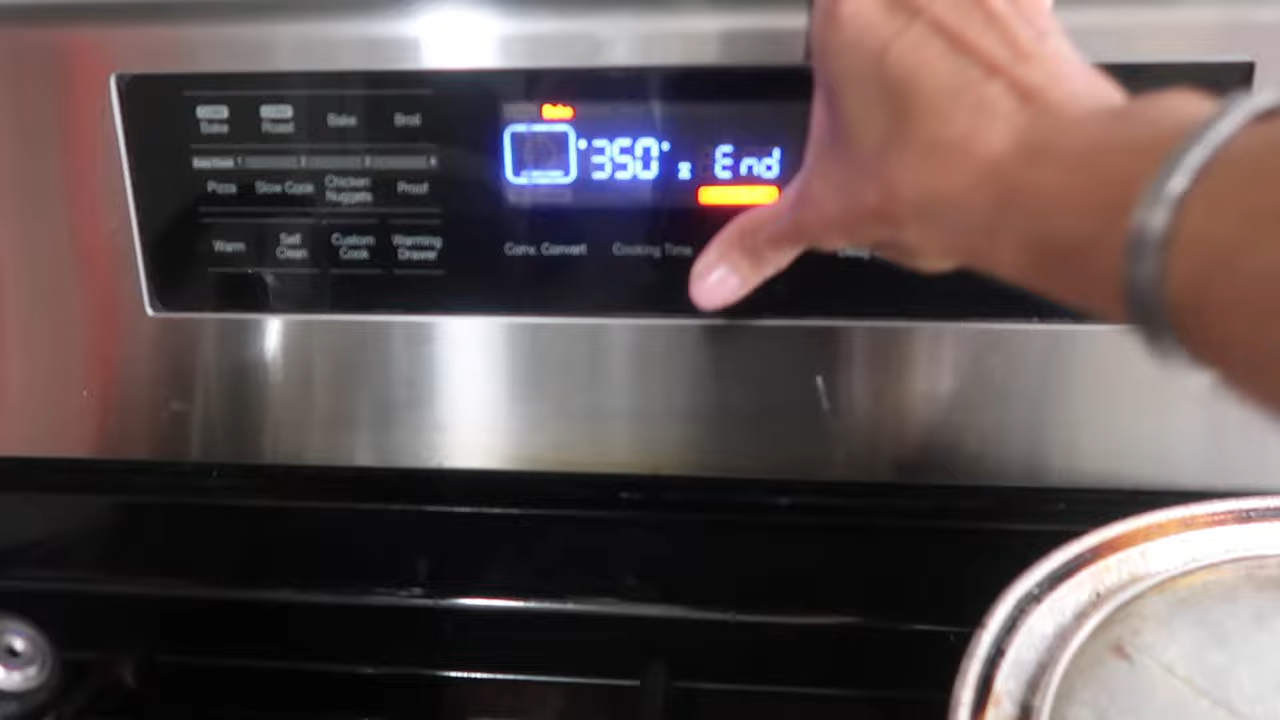 Bake Roast Bake Broil
Pizza Slow Cook Chicken Nuggets Proof
Warm Self Clean Custom Cook Warming Drawer
Bake
350° End
Conv. Convert Cooking Time